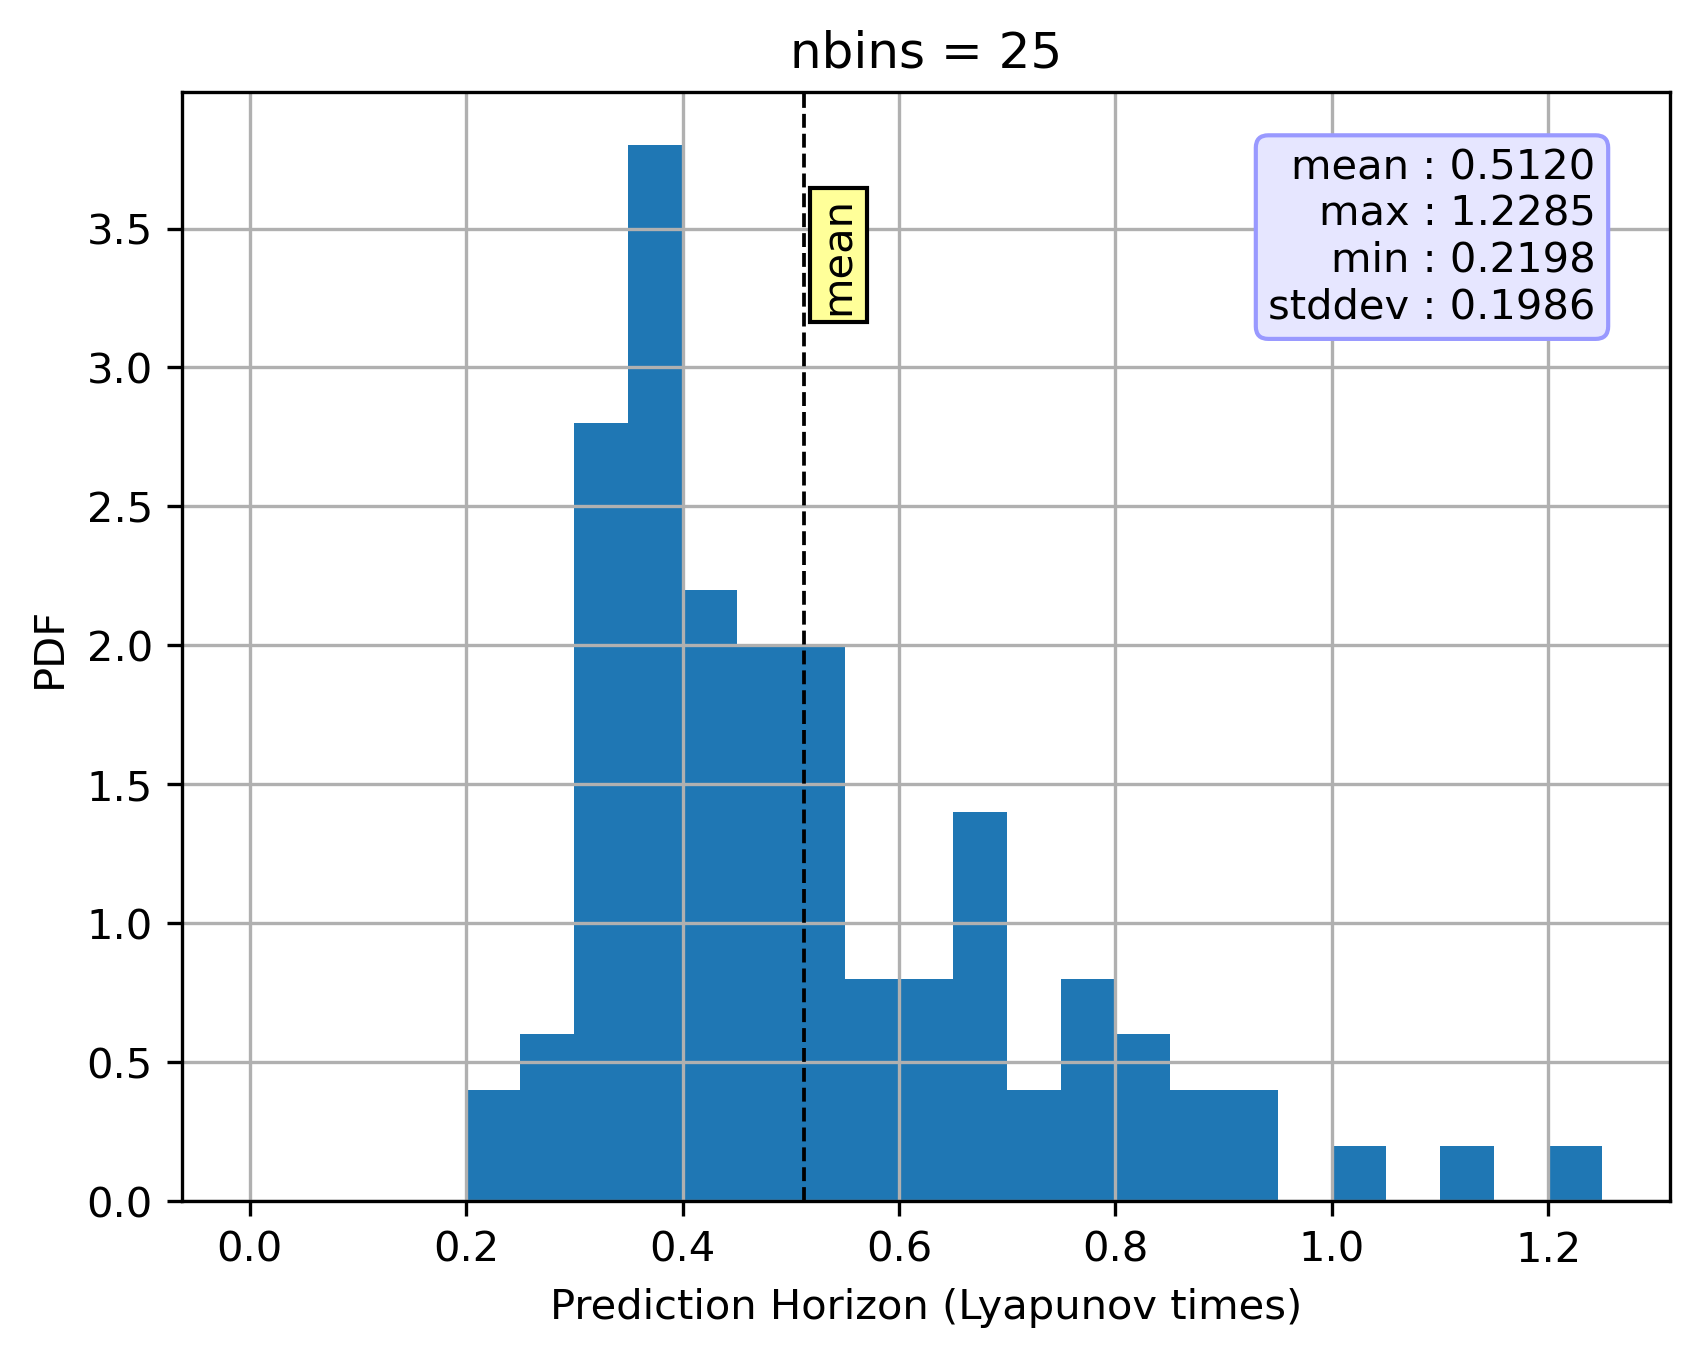 nbins = 25
mean : 0.5120
max : 1.2285
min : 0.2198
stddev : 0.1986
mean
PDF
3.5
3.0
2.5
2.0
1.5
1.0
0.5
0.0
0.0 0.2 0.4 0.6 0.8 1.0 1.2
Prediction Horizon (Lyapunov times)